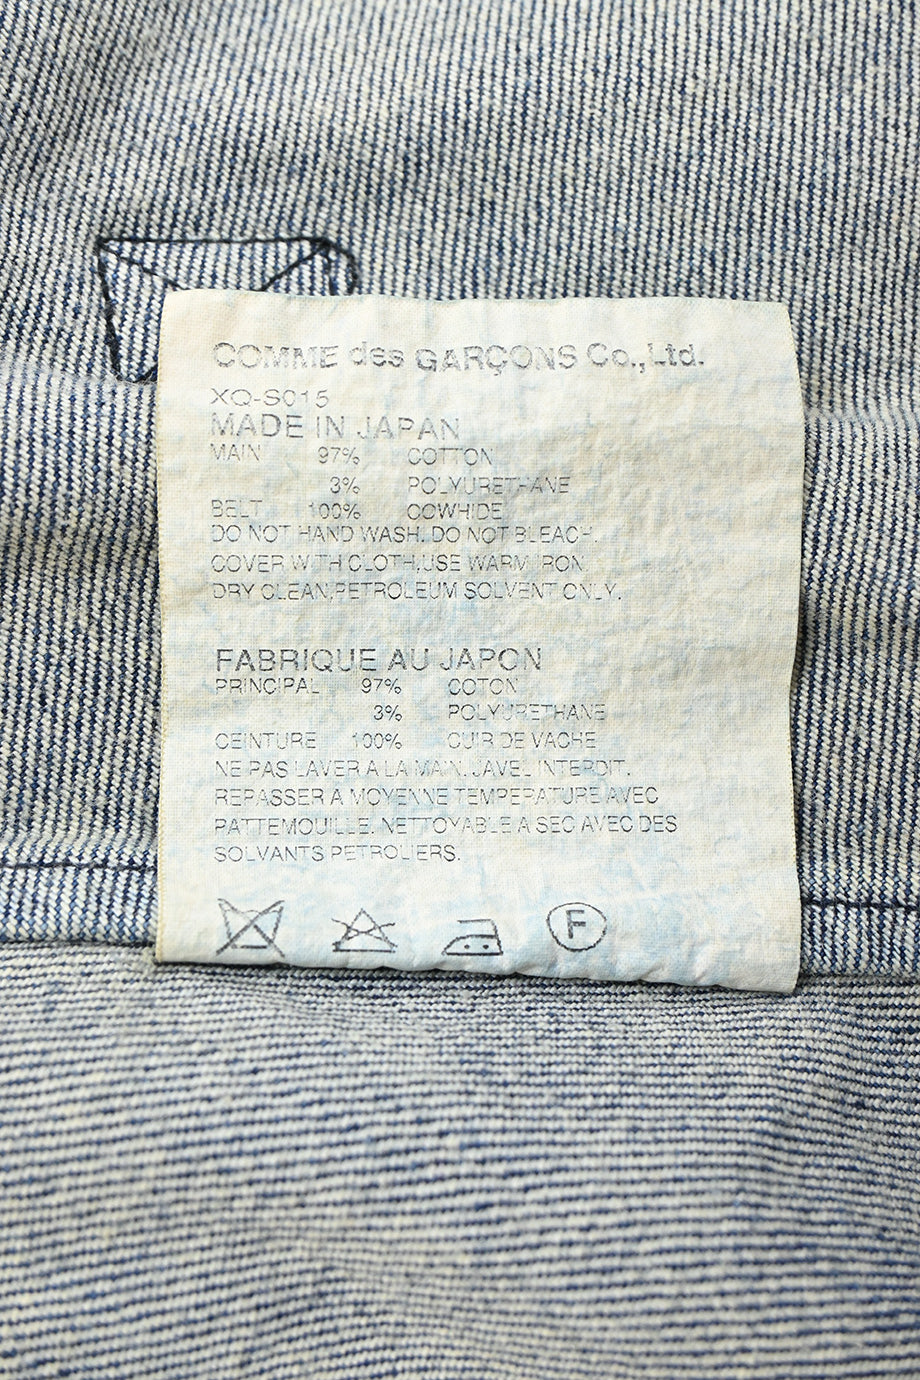 COMME des GARÇONS Co.,Ltd.
XQ-S015
MADE IN JAPAN
MAIN 97% COTTON
3% POLYURETHANE
BELT 100% COWHIDE
DO NOT HAND WASH. DO NOT BLEACH.
COVER WITH CLOTH,USE WARM IRON.
DRY CLEAN,PETROLEUM SOLVENT ONLY.
FABRIQUE AU JAPON
PRINCIPAL 97% COTON
3% POLYURETHANE
CEINTURE 100% CUIR DE VACHE
NE PAS LAVER A LA MAIN. JAVEL INTERDIT.
REPASSER A MOYENNE TEMPERATURE AVEC
PATTEMOUILLE. NETTOYABLE A SEC AVEC DES
SOLVANTS PETROLIERS.
F